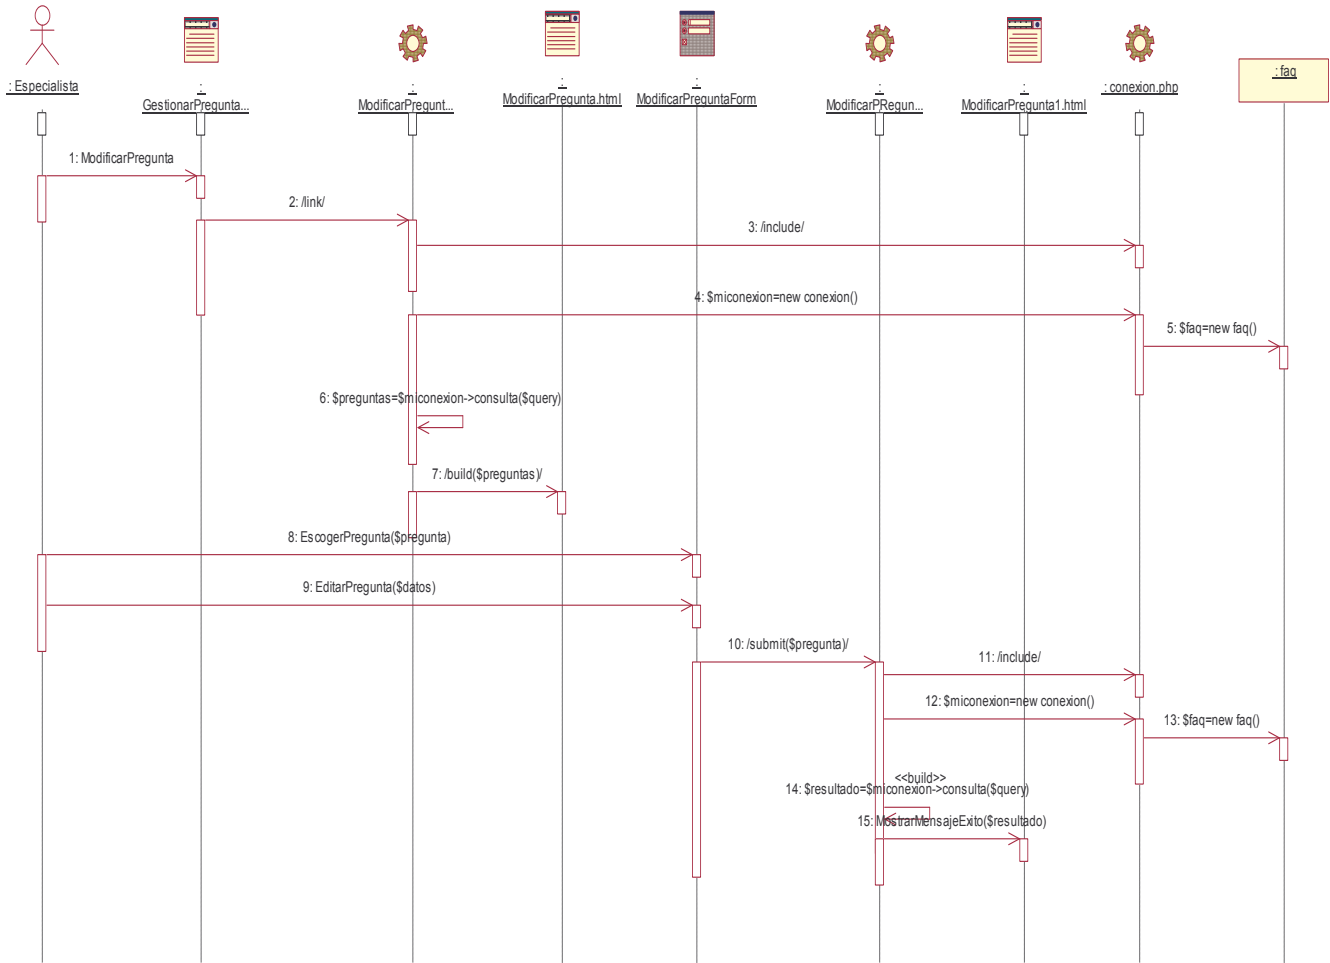 : Especialista
:
GestionarPregunta...
:
ModificarPregunt...
:
ModificarPregunta.html
:
ModificarPreguntaForm
:
ModificarPRegun...
:
ModificarPregunta1.html
: conexion.php
: faq
1: ModificarPregunta
2: /link/
3: /include/
4: $miconexion=new conexion()
5: $faq=new faq()
6: $preguntas=$miconexion->consulta($query)
7: /build($preguntas)/
8: EscogerPregunta($pregunta)
9: EditarPregunta($datos)
10: /submit($pregunta)/
11: /include/
12: $miconexion=new conexion()
13: $faq=new faq()
<<build>>
14: $resultado=$miconexion->consulta($query)
15: MostrarMensajeExito($resultado)